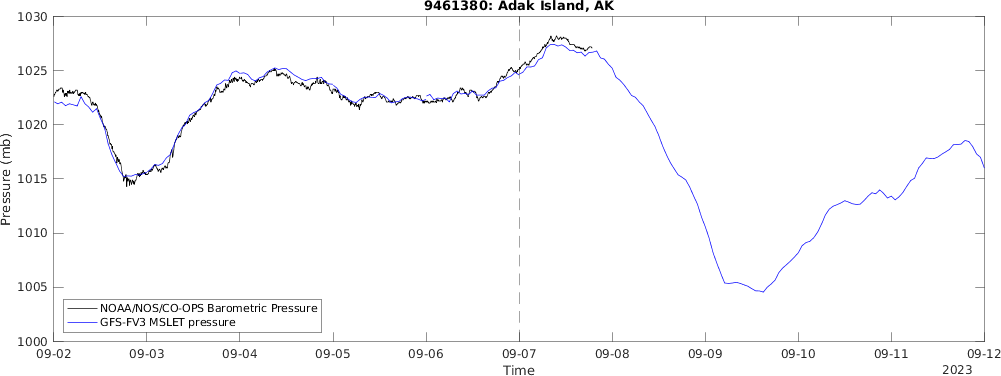 9461380: Adak Island, AK
1030
1025
1020
1015
1010
1005
1000
Pressure (mb)
NOAA/NOS/CO-OPS Barometric Pressure
GFS-FV3 MSLET pressure
09-02 09-03 09-04 09-05 09-06 09-07 09-08 09-09 09-10 09-11 09-12
Time
2023